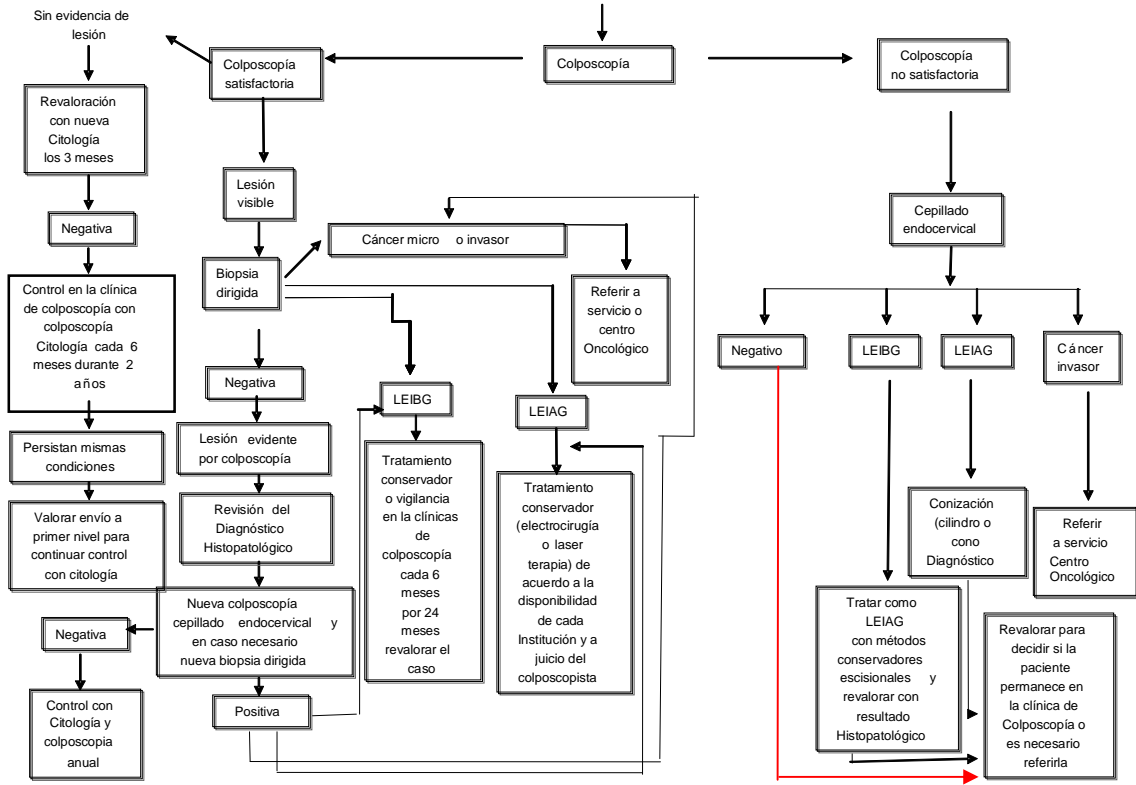 Sin evidencia de
lesión
Revaloración
con nueva
Citología
los 3 meses
Negativa
Control en la clínica
de colposcopía con
colposcopía
Citología cada 6
meses durante 2
años
Persistan mismas
condiciones
Valorar envío a
primer nivel para
continuar control
con citología
Colposcopía
satisfactoria
Lesión
visible
Biopsia
dirigida
Negativa
Lesión evidente
por colposcopía
Revisión del
Diagnóstico
Histopatológico
Nueva colposcopía
cepillado endocervical y
en caso necesario
nueva biopsia dirigida
Negativa
Control con
Citología y
colposcopia
anual
Positiva
Colposcopía
Cáncer micro o invasor
Referir a
servicio o
centro
Oncológico
LEIBG
Tratamiento
conservador
o vigilancia
en la clínicas
de
colposcopía
cada 6
meses
por 24
meses
revalorar el
caso
LEIAG
Tratamiento
conservador
(electrocirugía
o laser
terapia) de
acuerdo a la
disponibilidad
de cada
Institución y a
juicio del
colposcopista
Colposcopía
no satisfactoria
Cepillado
endocervical
Negativo
LEIBG
LEIAG
Cáncer
invasor
Tratar como
LEIAG
con métodos
conservadores
escisionales y
revalorar con
resultado
Histopatológico
Conización
(cilindro o
cono
Diagnóstico
Referir
a servicio
Centro
Oncológico
Revalorar para
decidir si la
paciente
permanece en
la clínica de
Colposcopía o
es necesario
referirla